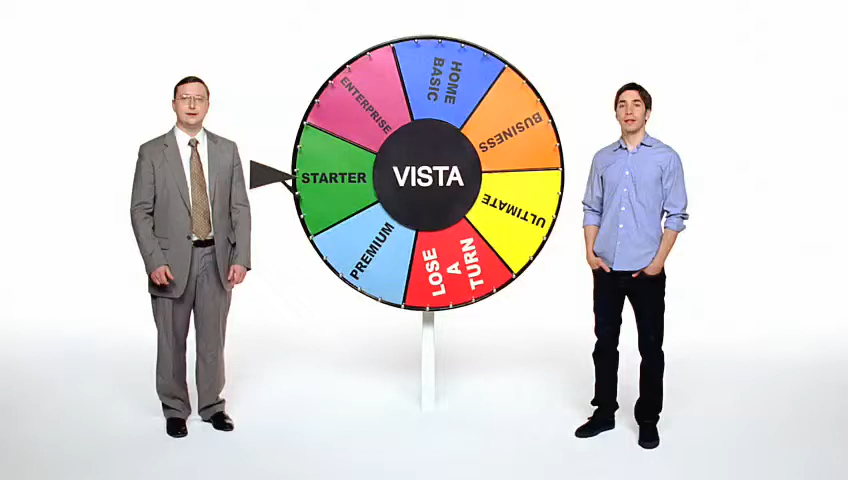 HOME
BASIC
BUSINESS
ULTIMATE
LOSE
A
TURN
PREMIUM
STARTER
ENTERPRISE
VISTA